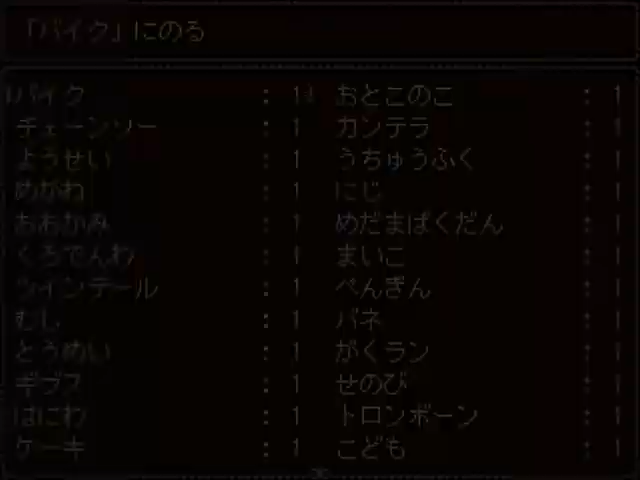 「バイク」にのる
バイク : 1 おとこのこ : 1
チェーンソー : 1 カンテラ : 1
ようせい : 1 うちゅうふく : 1
めがね : 1 にじ : 1
おおかみ : 1 めだまばくだん : 1
くろでんわ : 1 まいこ : 1
ツインテール : 1 ぺんぎん : 1
むし : 1 バネ : 1
とうめい : 1 がくラン : 1
ギプス : 1 せのび : 1
はにわ : 1 トロンボーン : 1
ケーキ : 1 こども : 1